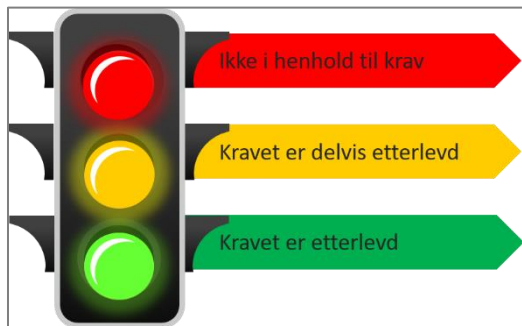 Ikke i henhold til krav
Kravet er delvis etterlevd
Kravet er etterlevd